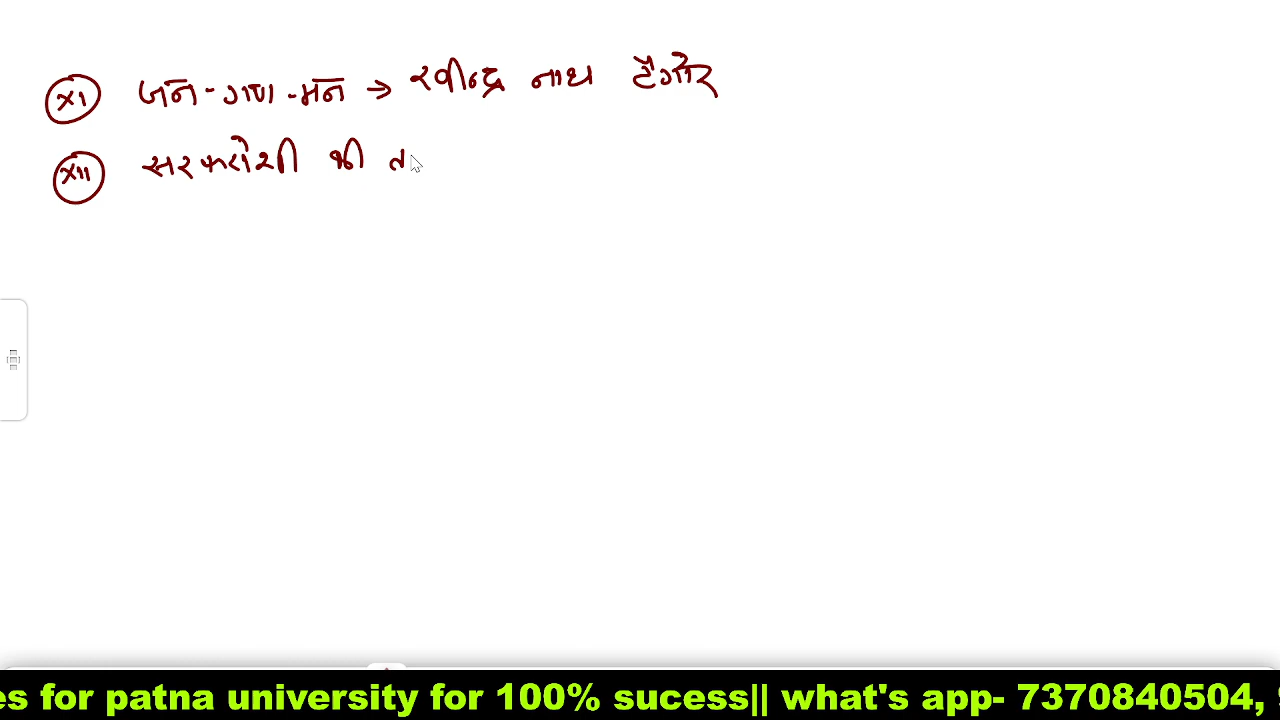 XI जन-गण-मन → रवीन्द्र नाथ टैगोर
XII सरफरोशी की त
es for patna university for 100% sucess|| what's app- 7370840504,